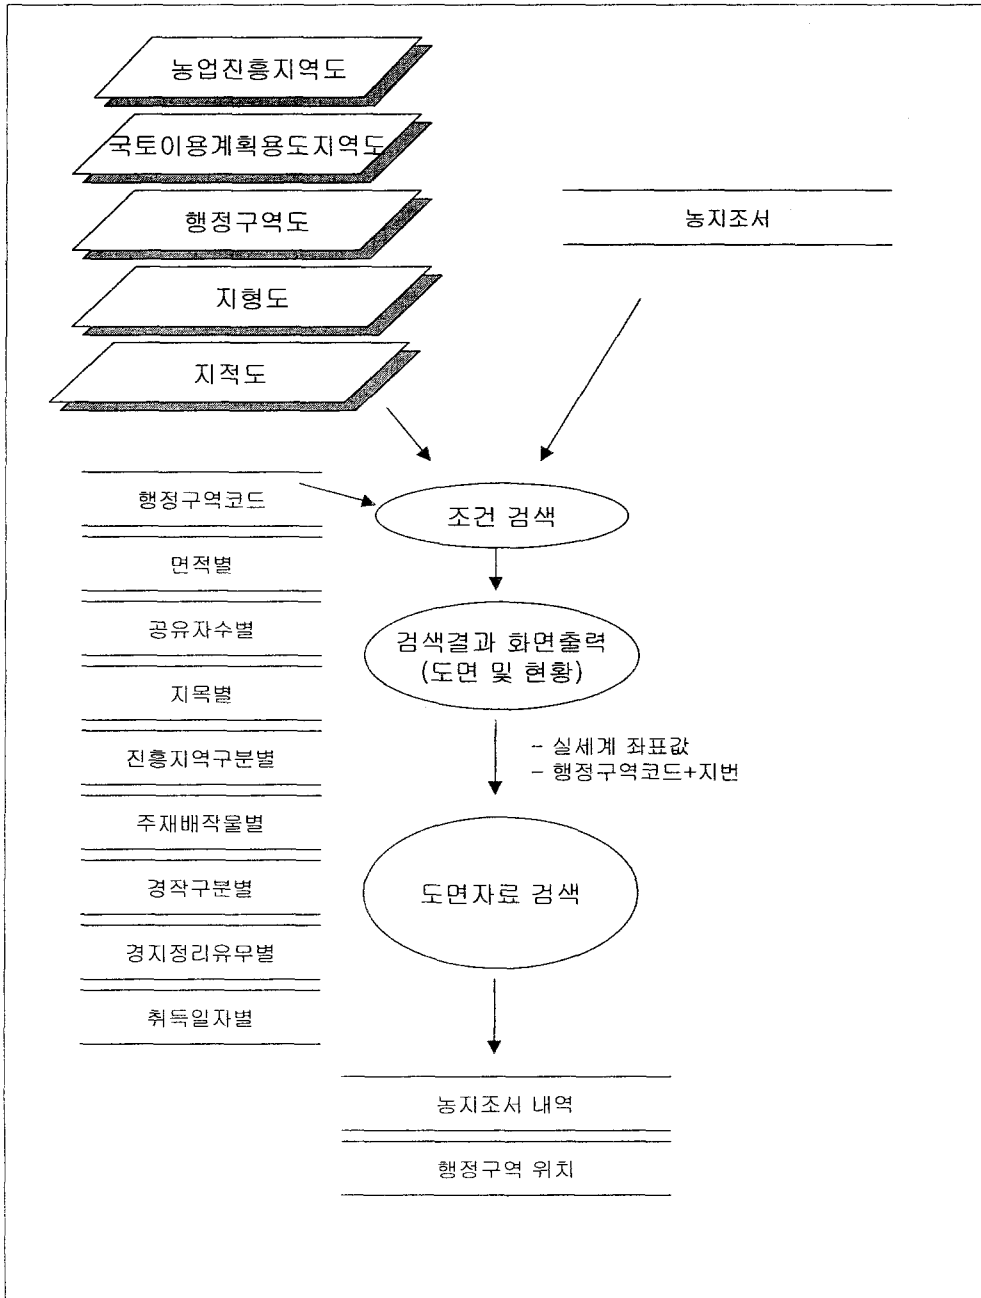 농업진흥지역도
국토이용계획용도지역도
행정구역도
지형도
지적도
농지조서
행정구역코드
면적별
공유자수별
지목별
진흥지역구분별
주재배작물별
경작구분별
경지정리유무별
취득일자별
조건 검색
검색결과 화면출력
(도면 및 현황)
- 실세계 좌표값
- 행정구역코드+지번
도면자료 검색
농지조서 내역
행정구역 위치